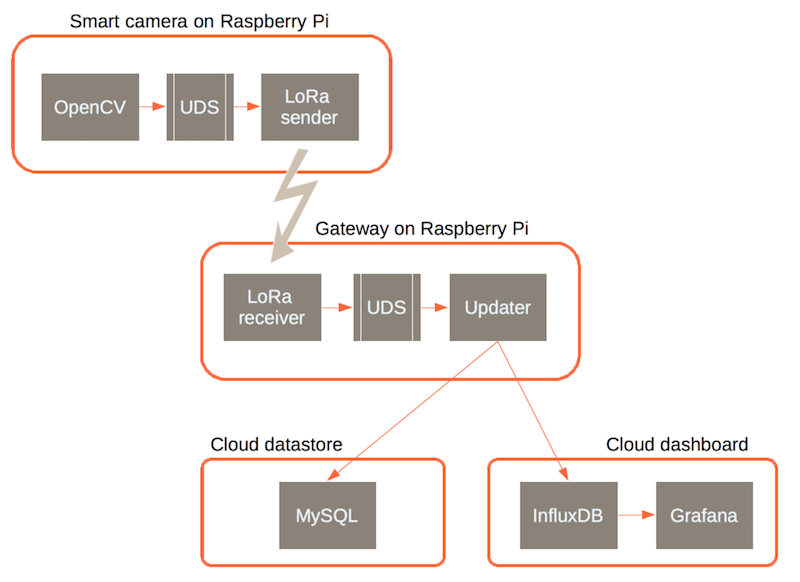 Smart camera on Raspberry Pi
OpenCV
UDS
LoRa
sender
Gateway on Raspberry Pi
LoRa
receiver
UDS
Updater
Cloud datastore
MySQL
Cloud dashboard
InfluxDB
Grafana